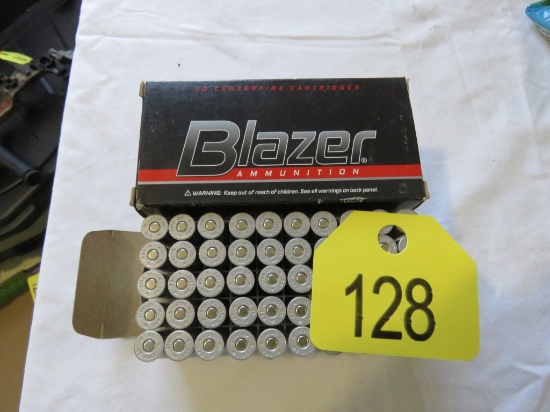 50 CENTERFIRE CARTRIDGES
Blazer®
AMMUNITION
⚠ WARNING: Keep out of reach of children. See all warnings on back panel.
128